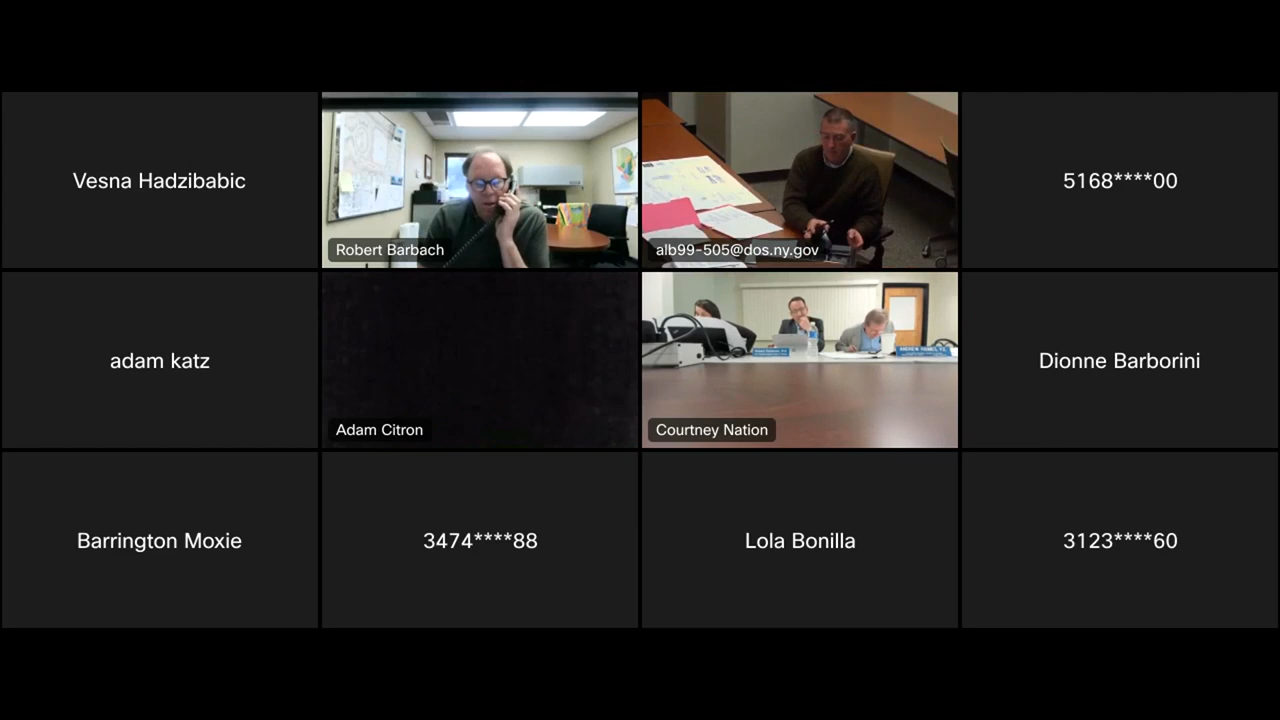 Vesna Hadzibabic
Robert Barbach
alb99-505@dos.ny.gov
5168****00
adam katz
Adam Citron
Courtney Nation
Dionne Barborini
Barrington Moxie
3474****88
Lola Bonilla
3123****60